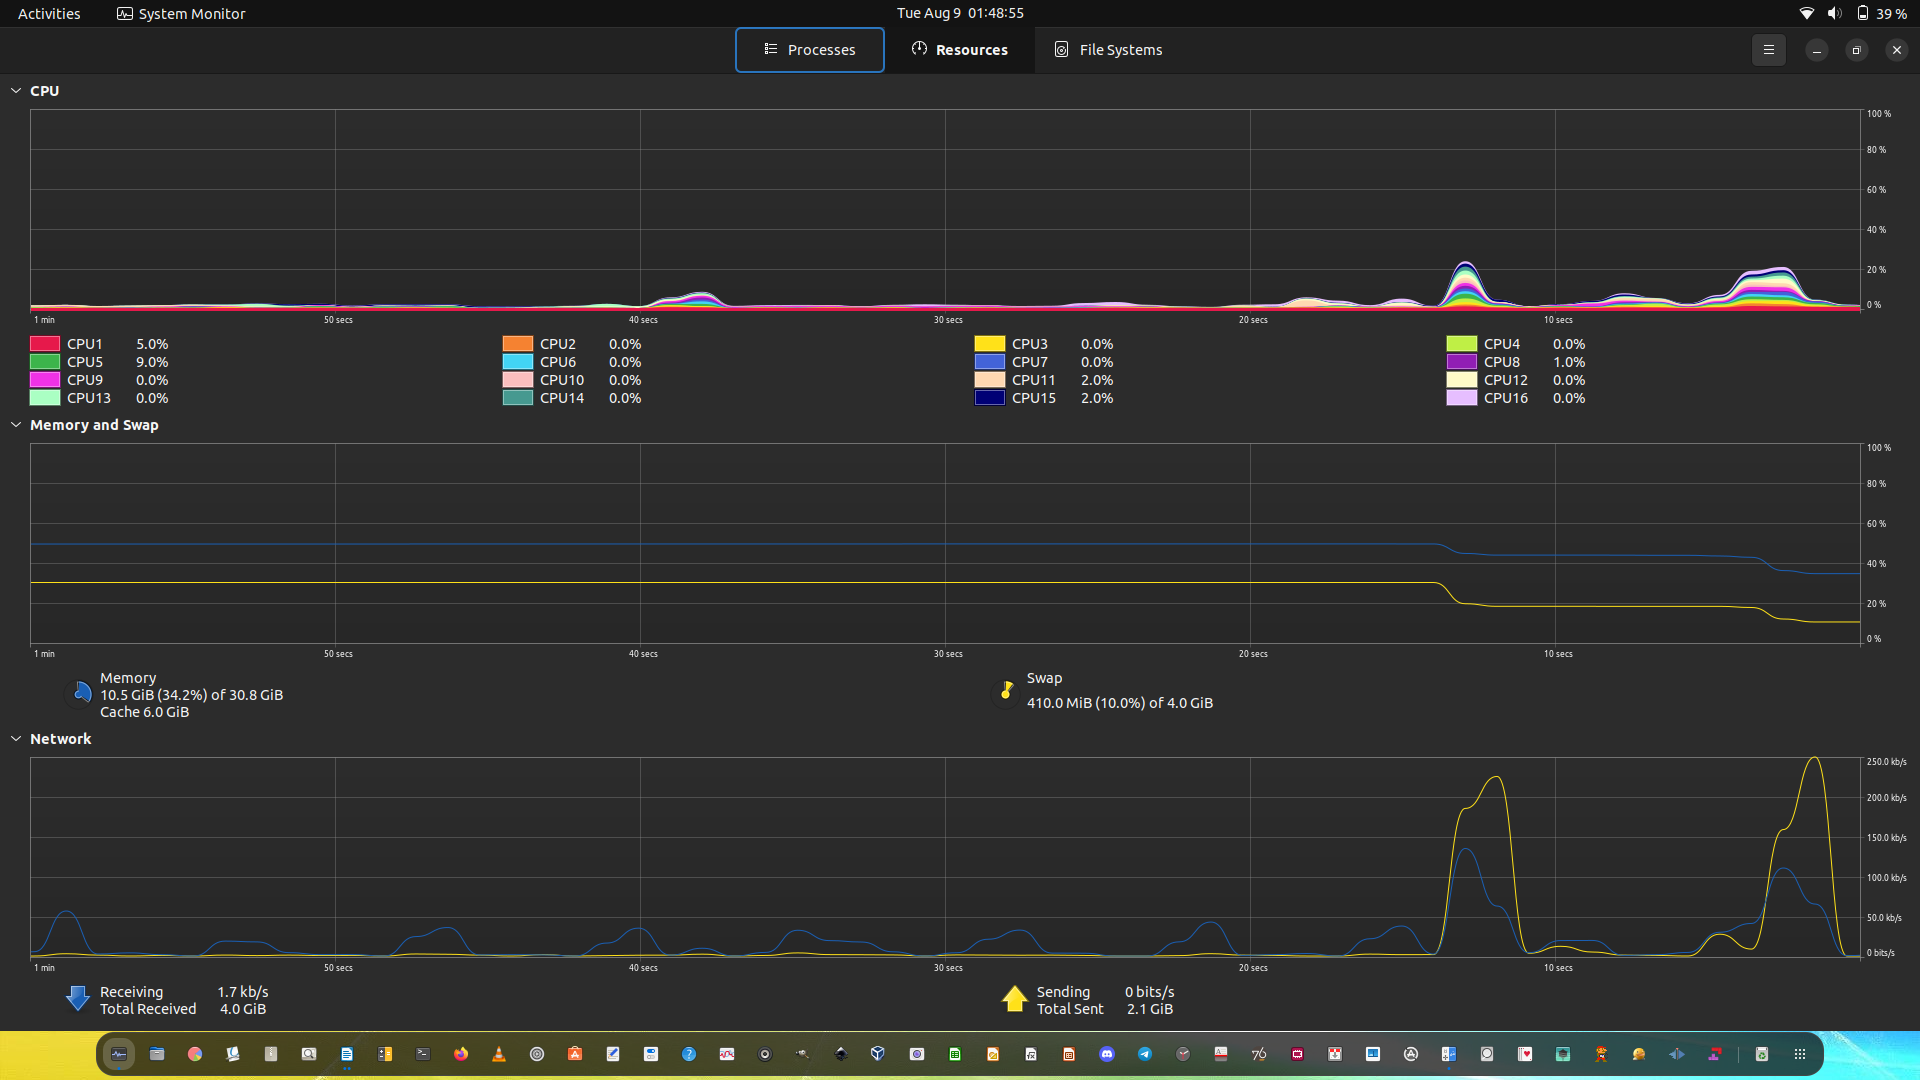 Activities System Monitor Tue Aug 9 01:48:55 39 %
Processes Resources File Systems
CPU
100 %
80 %
60 %
40 %
20 %
0 %
1 min 50 secs 40 secs 30 secs 20 secs 10 secs
CPU1 5.0% CPU2 0.0% CPU3 0.0% CPU4 0.0%
CPU5 9.0% CPU6 0.0% CPU7 0.0% CPU8 1.0%
CPU9 0.0% CPU10 0.0% CPU11 2.0% CPU12 0.0%
CPU13 0.0% CPU14 0.0% CPU15 2.0% CPU16 0.0%
Memory and Swap
100 %
80 %
60 %
40 %
20 %
0 %
1 min 50 secs 40 secs 30 secs 20 secs 10 secs
Memory
10.5 GiB (34.2%) of 30.8 GiB
Cache 6.0 GiB
Swap
410.0 MiB (10.0%) of 4.0 GiB
Network
250.0 kb/s
200.0 kb/s
150.0 kb/s
100.0 kb/s
50.0 kb/s
0 bits/s
1 min 50 secs 40 secs 30 secs 20 secs 10 secs
Receiving 1.7 kb/s
Total Received 4.0 GiB
Sending 0 bits/s
Total Sent 2.1 GiB